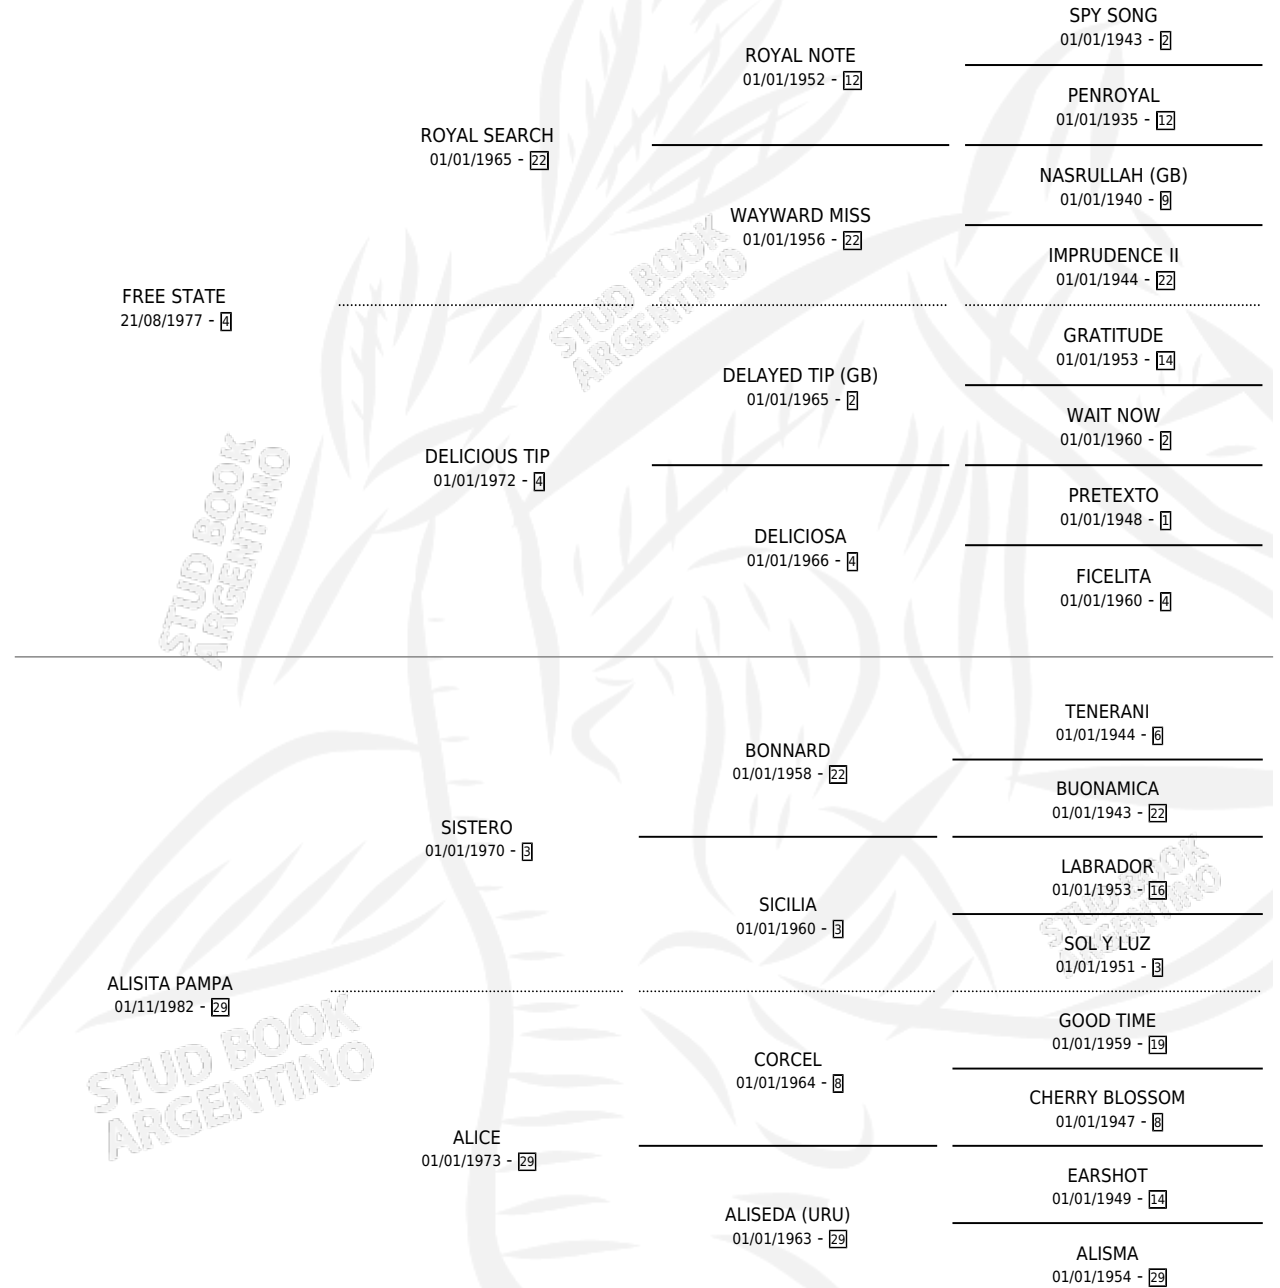 SPY SONG
01/01/1943 - 2
ROYAL NOTE
01/01/1952 - 12
PENROYAL
01/01/1935 - 12
ROYAL SEARCH
01/01/1965 - 22
NASRULLAH (GB)
01/01/1940 - 9
WAYWARD MISS
01/01/1956 - 22
IMPRUDENCE II
01/01/1944 - 22
FREE STATE
21/08/1977 - 4
GRATITUDE
01/01/1953 - 14
DELAYED TIP (GB)
01/01/1965 - 2
WAIT NOW
01/01/1960 - 2
DELICIOUS TIP
01/01/1972 - 4
PRETEXTO
01/01/1948 - 1
DELICIOSA
01/01/1966 - 4
FICELITA
01/01/1960 - 4
TENERANI
01/01/1944 - 6
BONNARD
01/01/1958 - 22
BUONAMICA
01/01/1943 - 22
SISTERO
01/01/1970 - 3
LABRADOR
01/01/1953 - 16
SICILIA
01/01/1960 - 3
SOL Y LUZ
01/01/1951 - 3
ALISITA PAMPA
01/11/1982 - 29
GOOD TIME
01/01/1959 - 19
CORCEL
01/01/1964 - 8
CHERRY BLOSSOM
01/01/1947 - 8
ALICE
01/01/1973 - 29
EARSHOT
01/01/1949 - 14
ALISEDA (URU)
01/01/1963 - 29
ALISMA
01/01/1954 - 29
STUD BOOK
ARGENTINO
STUD BOOK
ARGENTINO
STUD BOOK
ARGENTINO
STUD BOOK
ARGENTINO